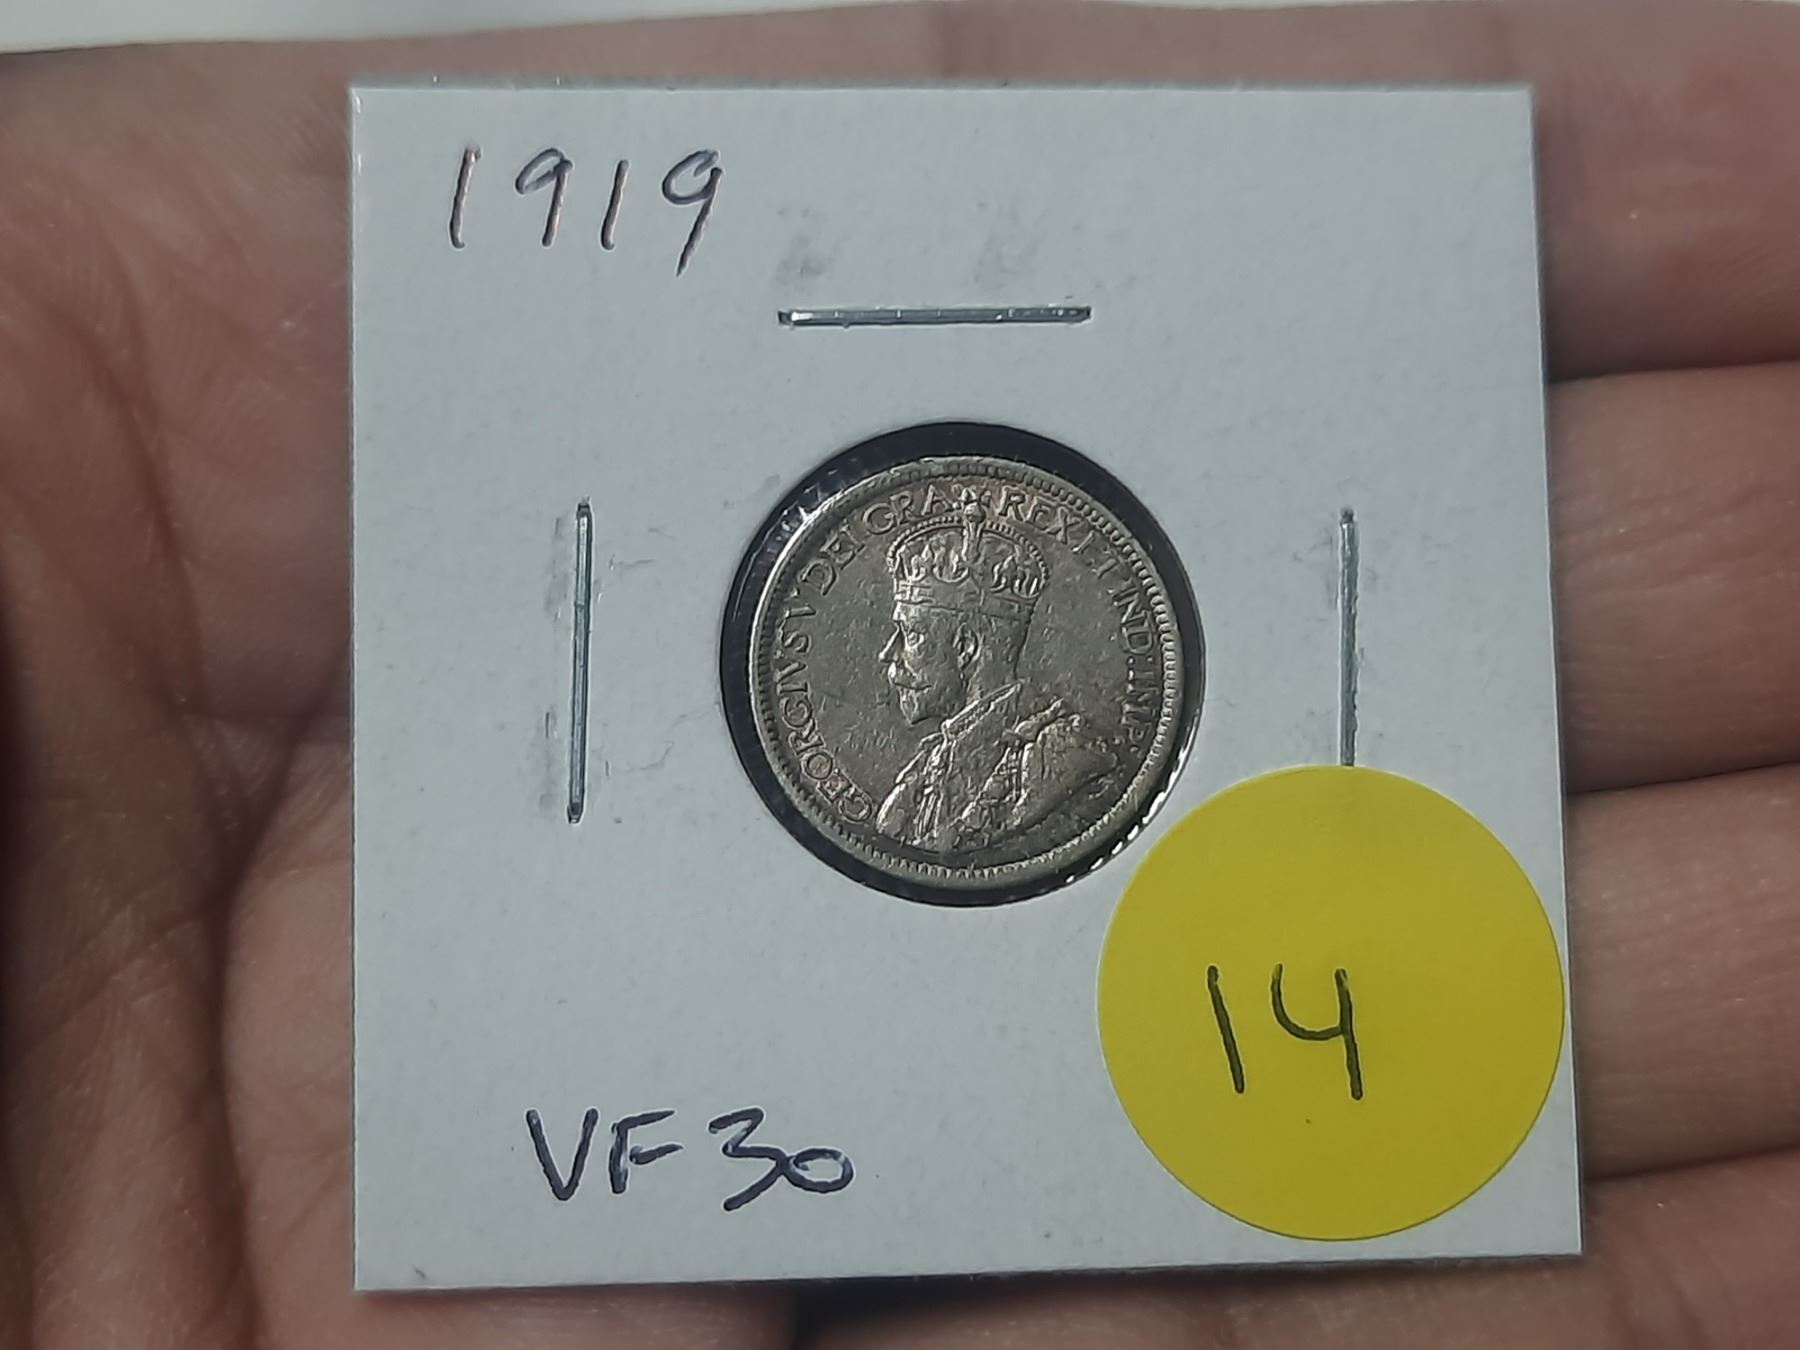 1919
GEORGIVS V DEI GRA: REX ET IND: IMP:
14
VF30